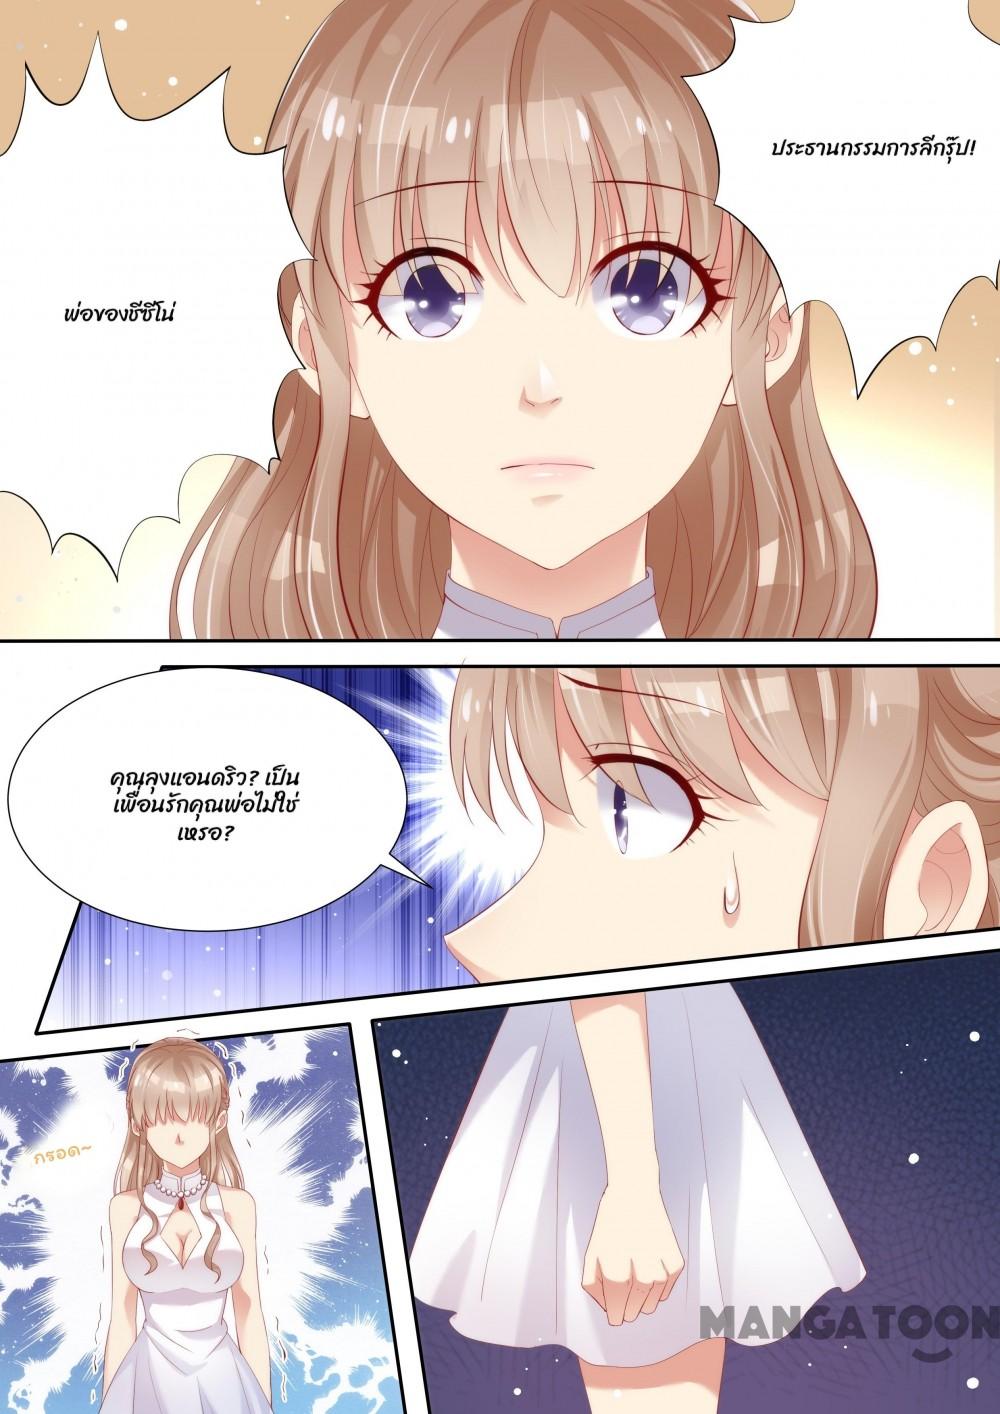 ประธานกรรมการลีกรุ๊ป!
พ่อของซีซีโน่
คุณลุงแอนดริว? เป็น
เพื่อนรักคุณพ่อไม่ใช่
เหรอ?
กรอด~
MANGATOON